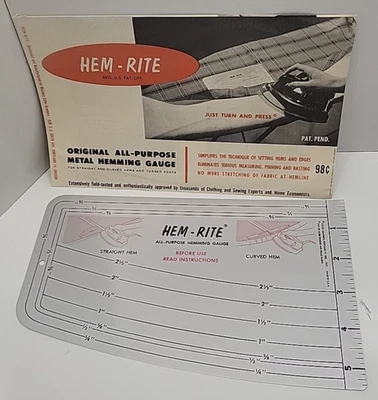 HEM - RITE
REG. U.S. PAT. OFF.
JUST TURN AND PRESS
PAT. PEND.
ORIGINAL ALL-PURPOSE
METAL HEMMING GAUGE
FOR STRAIGHT AND CURVED HEMS AND TURNED EDGES
SIMPLIFIES THE TECHNIQUE OF SETTING HEMS AND EDGES
ELIMINATES TEDIOUS MEASURING, PINNING AND BASTING
NO MORE STRETCHING OF FABRIC AT HEMLINE
98¢
Extensively field-tested and enthusiastically approved by thousands of Clothing and Sewing Experts and Home Economists.
HEM - RITE®
ALL-PURPOSE HEMMING GAUGE
BEFORE USE
READ INSTRUCTIONS
STRAIGHT HEM
CURVED HEM
2½"
2½"
2"
2"
1"
1"
½"
½"
¼"
¼"
1
2
3
4
5